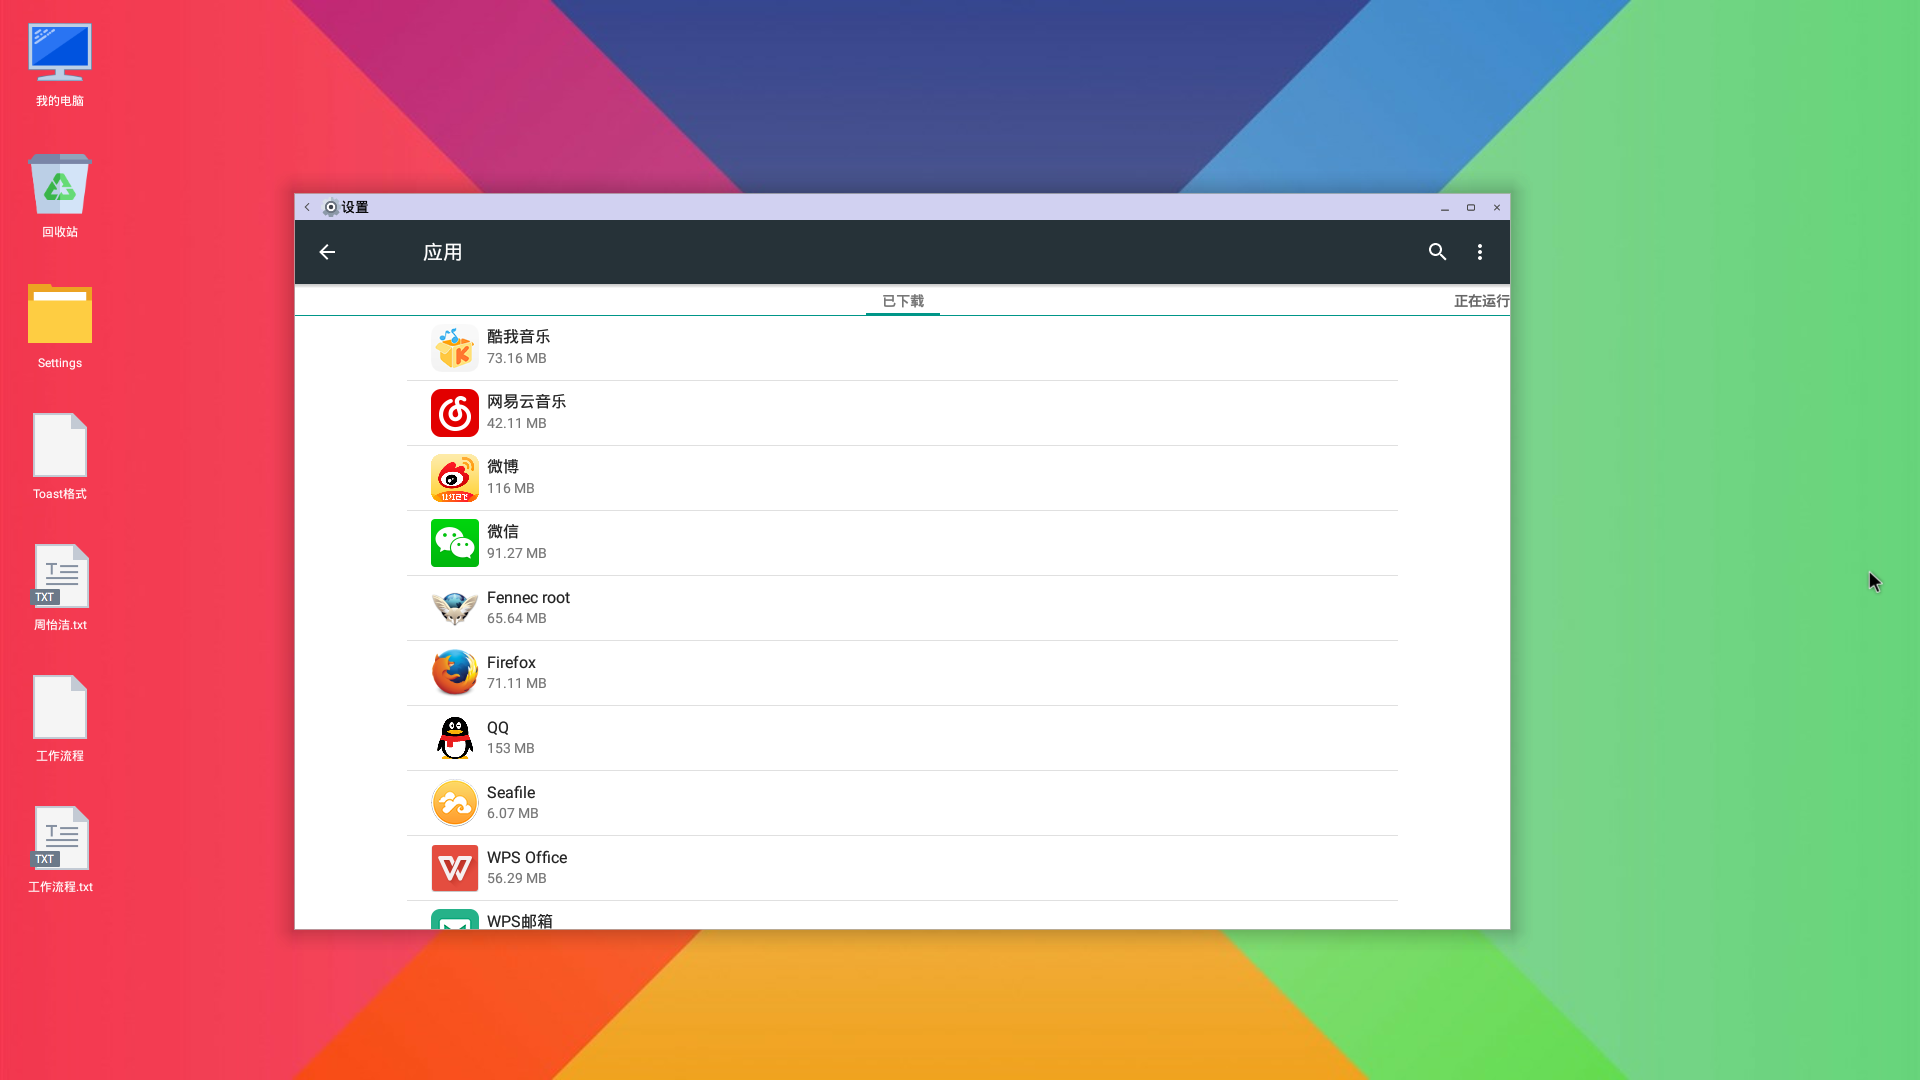 我的电脑
回收站
Settings
Toast格式
TXT
周怡洁.txt
工作流程
TXT
工作流程.txt
设置
应用
已下载
正在运行
酷我音乐
73.16 MB
网易云音乐
42.11 MB
微博
116 MB
微信
91.27 MB
Fennec root
65.64 MB
Firefox
71.11 MB
QQ
153 MB
Seafile
6.07 MB
WPS Office
56.29 MB
WPS邮箱